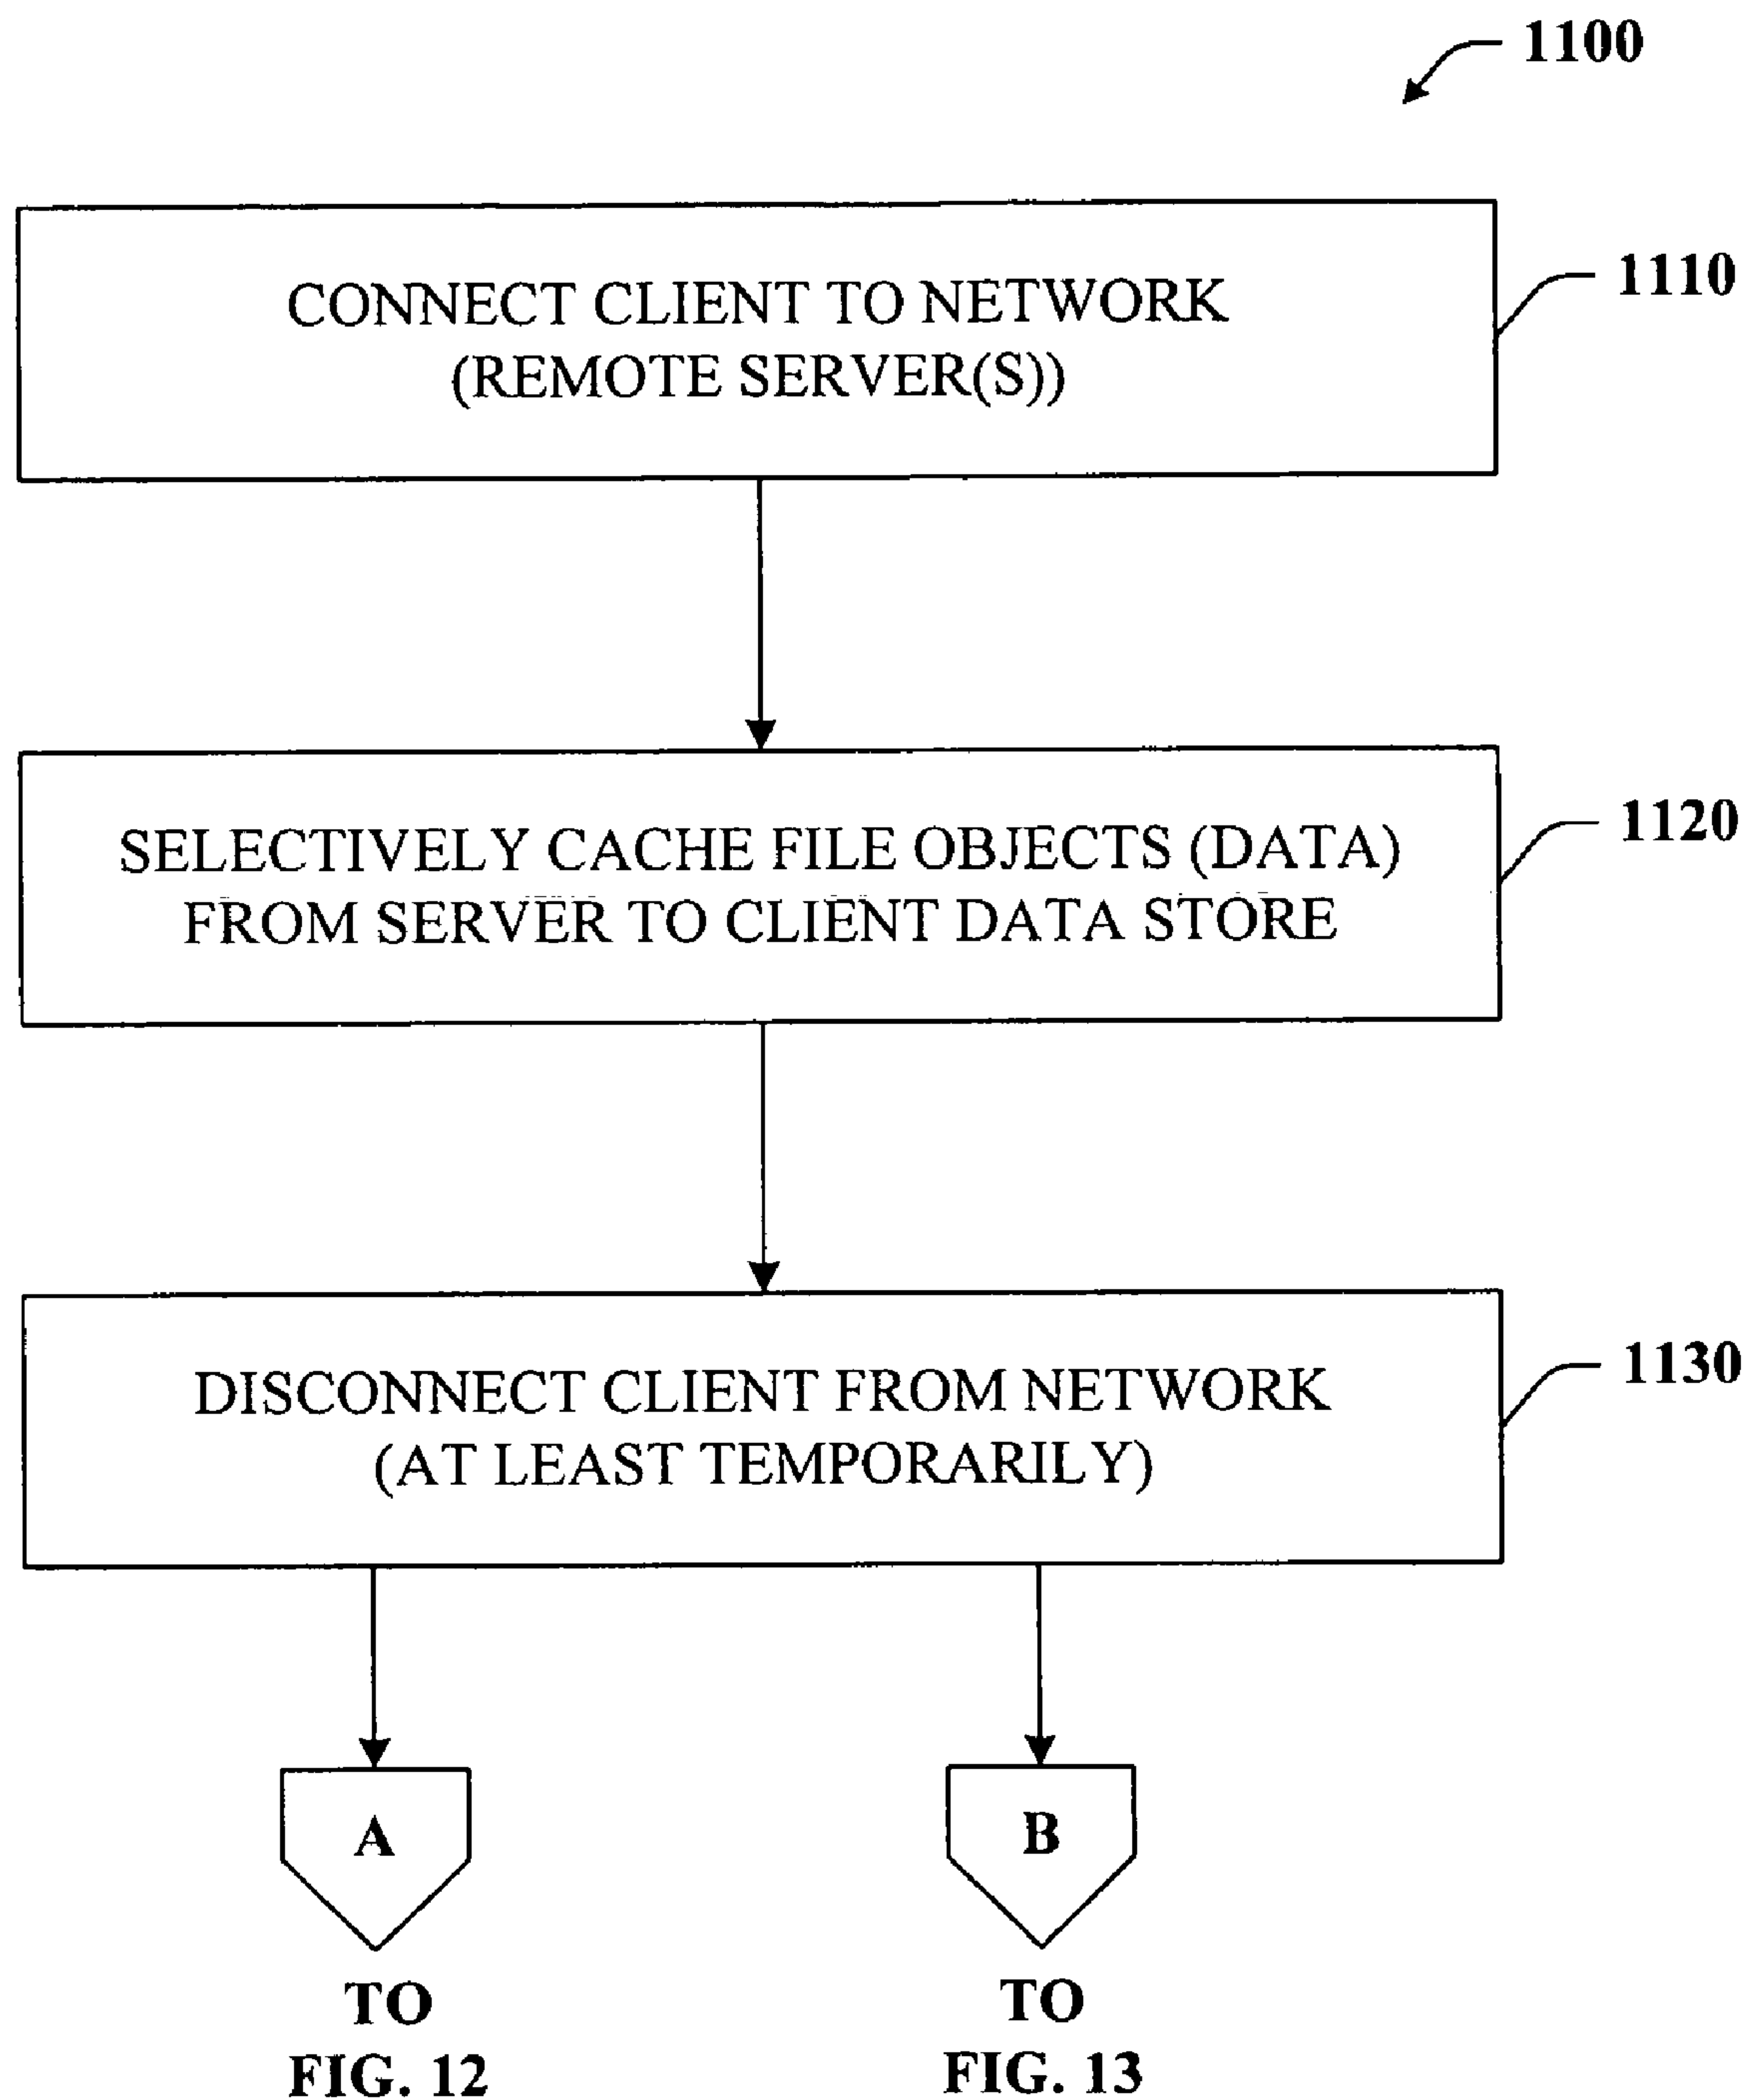 1100
CONNECT CLIENT TO NETWORK
(REMOTE SERVER(S))
1110
SELECTIVELY CACHE FILE OBJECTS (DATA)
FROM SERVER TO CLIENT DATA STORE
1120
DISCONNECT CLIENT FROM NETWORK
(AT LEAST TEMPORARILY)
1130
A
TO
FIG. 12
B
TO
FIG. 13